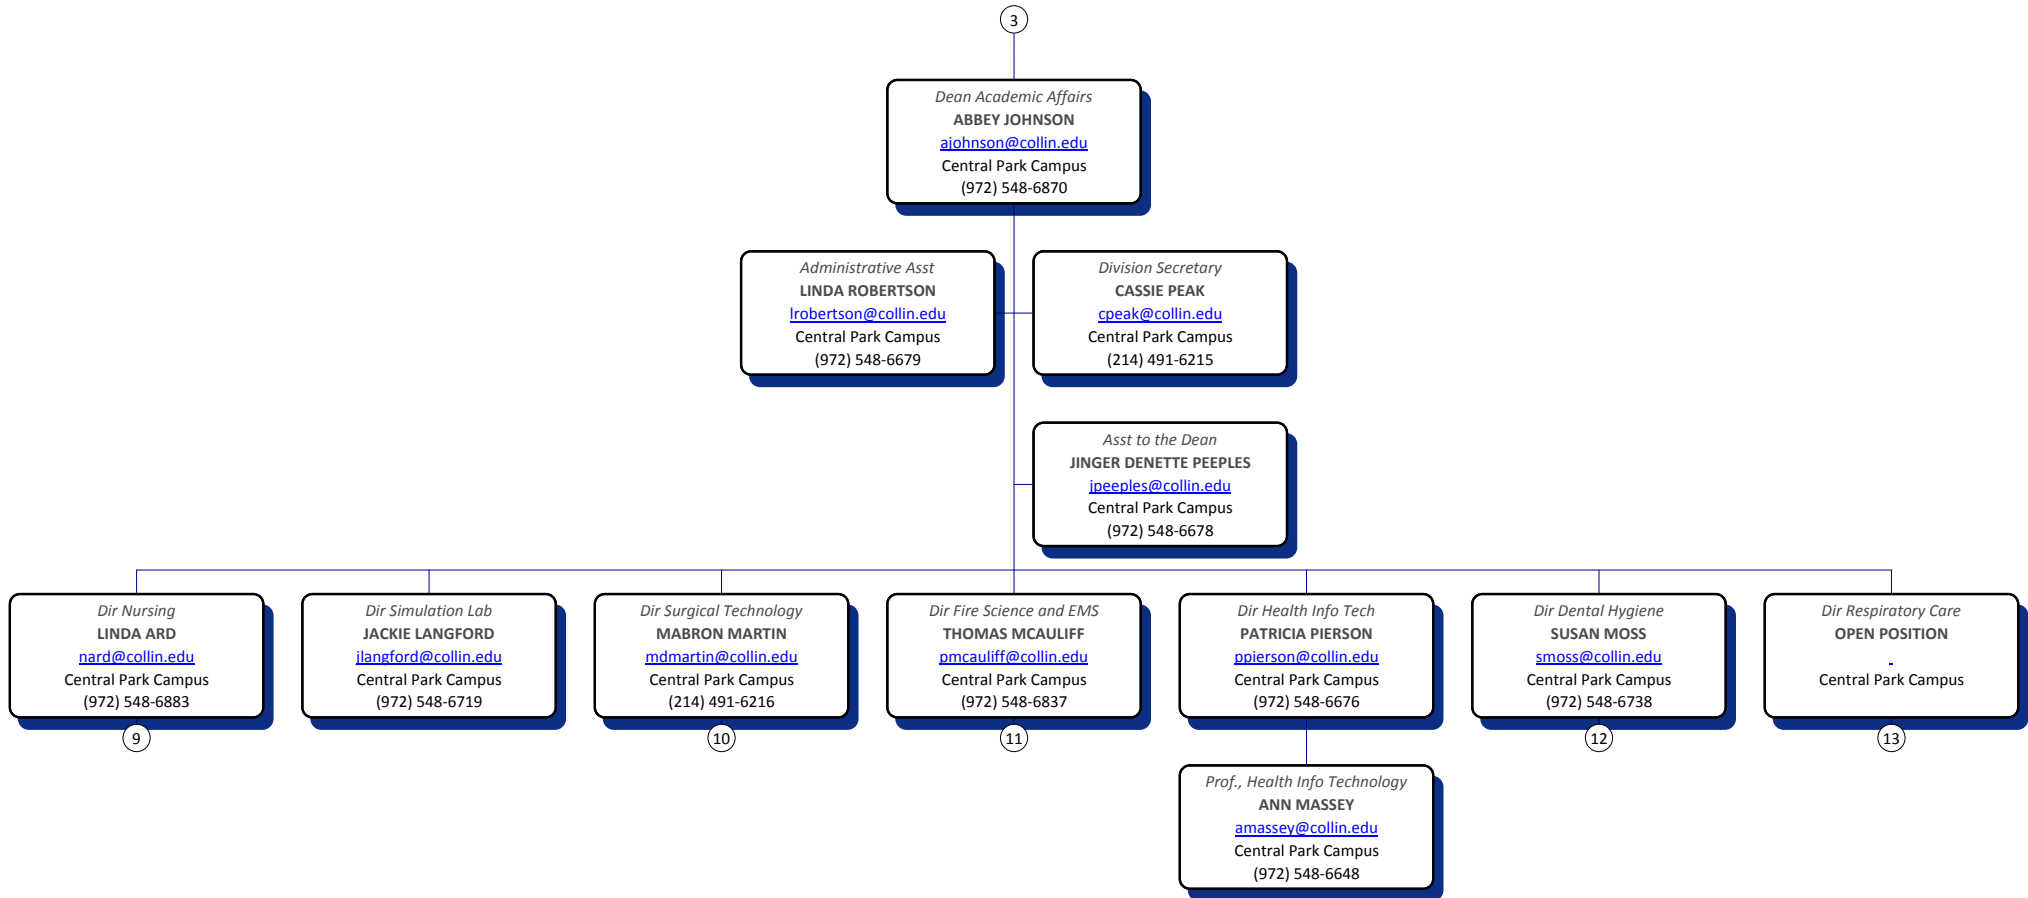 3
Dean Academic Affairs
ABBEY JOHNSON
ajohnson@collin.edu
Central Park Campus
(972) 548-6870
Administrative Asst
LINDA ROBERTSON
lrobertson@collin.edu
Central Park Campus
(972) 548-6679
Division Secretary
CASSIE PEAK
cpeak@collin.edu
Central Park Campus
(214) 491-6215
Asst to the Dean
JINGER DENETTE PEEPLES
jpeeples@collin.edu
Central Park Campus
(972) 548-6678
Dir Nursing
LINDA ARD
nard@collin.edu
Central Park Campus
(972) 548-6883
9
Dir Simulation Lab
JACKIE LANGFORD
jlangford@collin.edu
Central Park Campus
(972) 548-6719
Dir Surgical Technology
MABRON MARTIN
mdmartin@collin.edu
Central Park Campus
(214) 491-6216
10
Dir Fire Science and EMS
THOMAS MCAULIFF
pmcauliff@collin.edu
Central Park Campus
(972) 548-6837
11
Dir Health Info Tech
PATRICIA PIERSON
ppierson@collin.edu
Central Park Campus
(972) 548-6676
Prof., Health Info Technology
ANN MASSEY
amassey@collin.edu
Central Park Campus
(972) 548-6648
Dir Dental Hygiene
SUSAN MOSS
smoss@collin.edu
Central Park Campus
(972) 548-6738
12
Dir Respiratory Care
OPEN POSITION
Central Park Campus
13